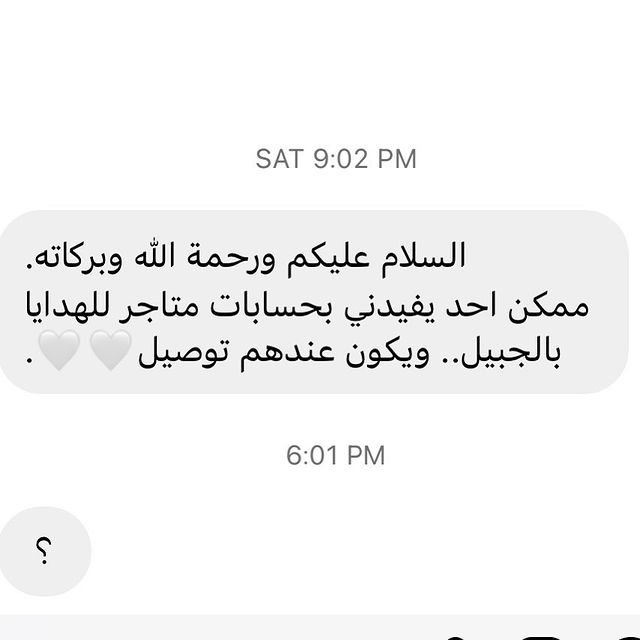 SAT 9:02 PM
السلام عليكم ورحمة الله وبركاته.
ممكن احد يفيدني بحسابات متاجر للهدايا
بالجبيل.. ويكون عندهم توصيل🤍🤍.
6:01 PM
؟